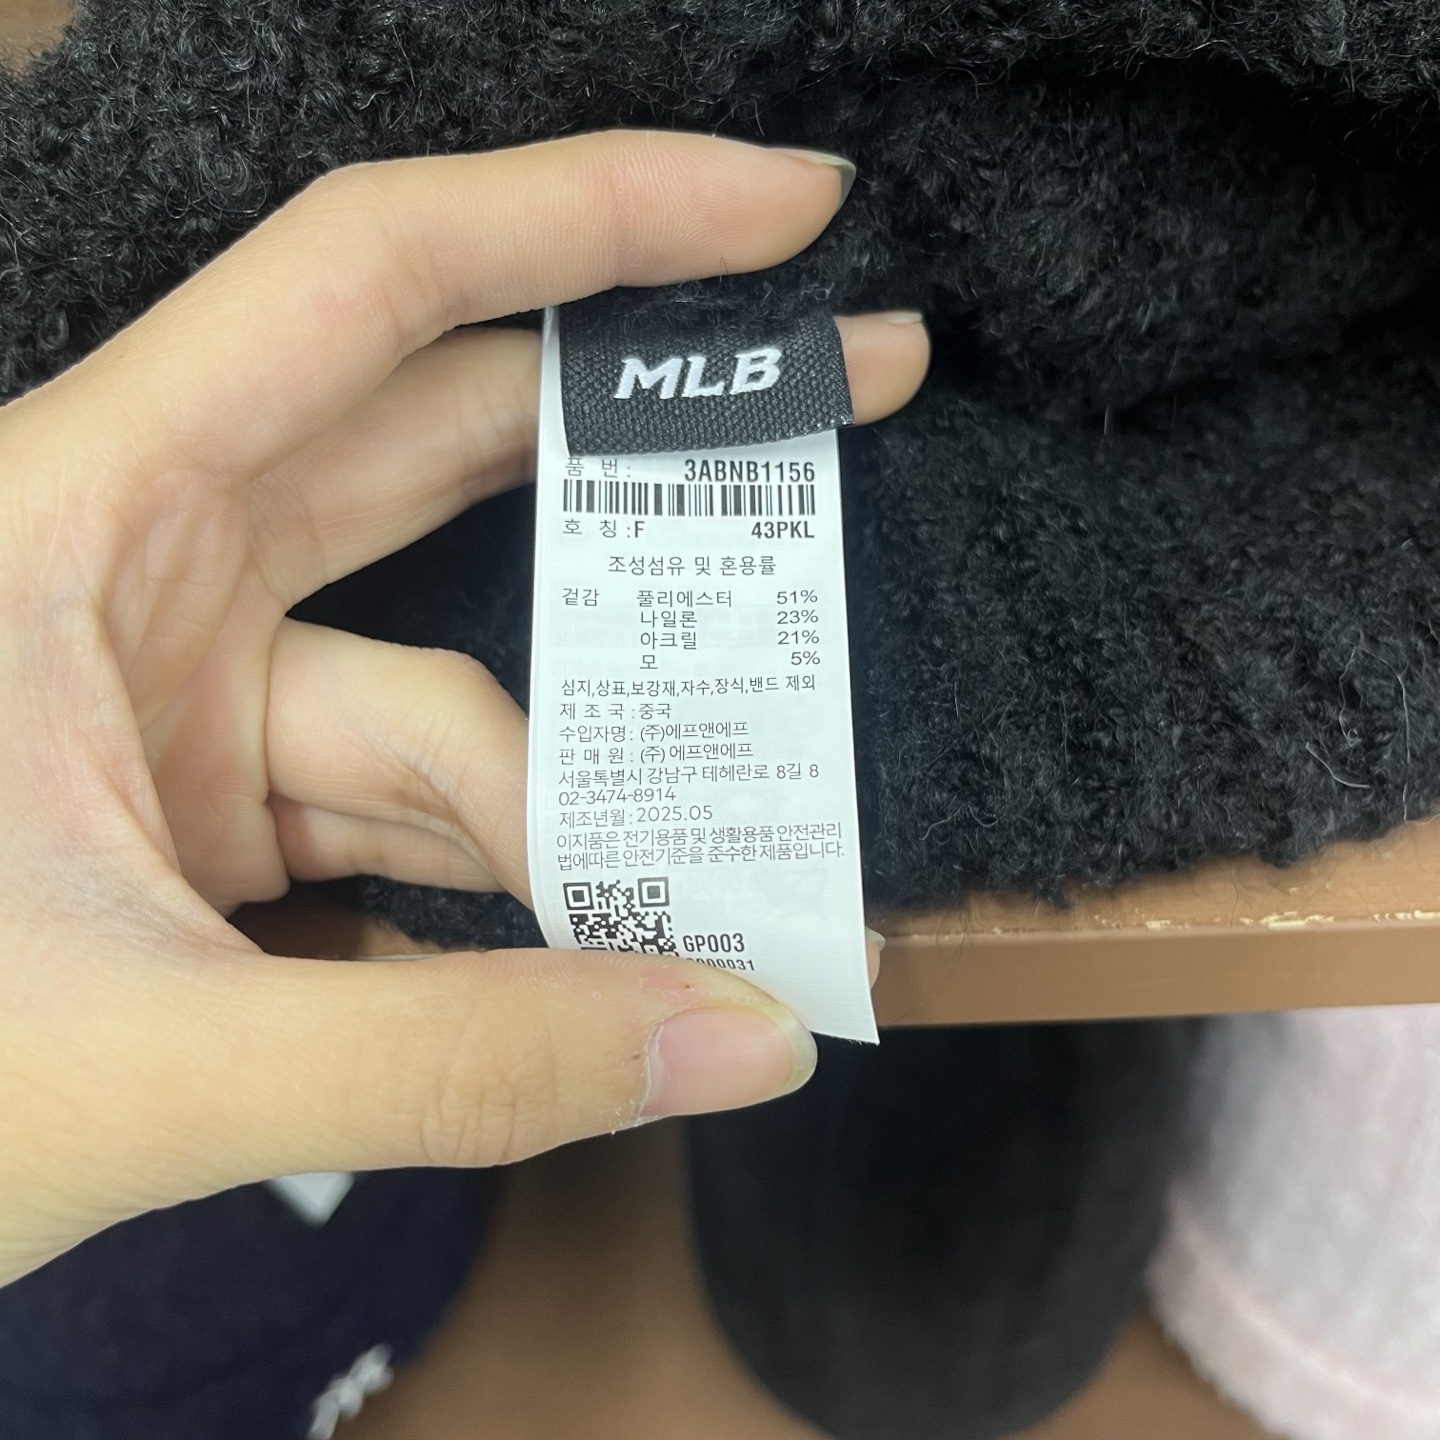 MLB
품 번: 3ABNB1156
호 칭:F 43PKL
조성섬유 및 혼용률
겉감 풀리에스터 51%
나일론 23%
아크릴 21%
모 5%
심지,상표,보강재,자수,장식,밴드 제외
제 조 국:중국
수입자명:(주)에프앤에프
판 매 원:(주)에프앤에프
서울특별시 강남구 테헤란로 8길 8
02-3474-8914
제조년월:2025.05
이지품은 전기용품 및 생활용품 안전관리
법에따른 안전기준을 준수한 제품입니다.
GP003